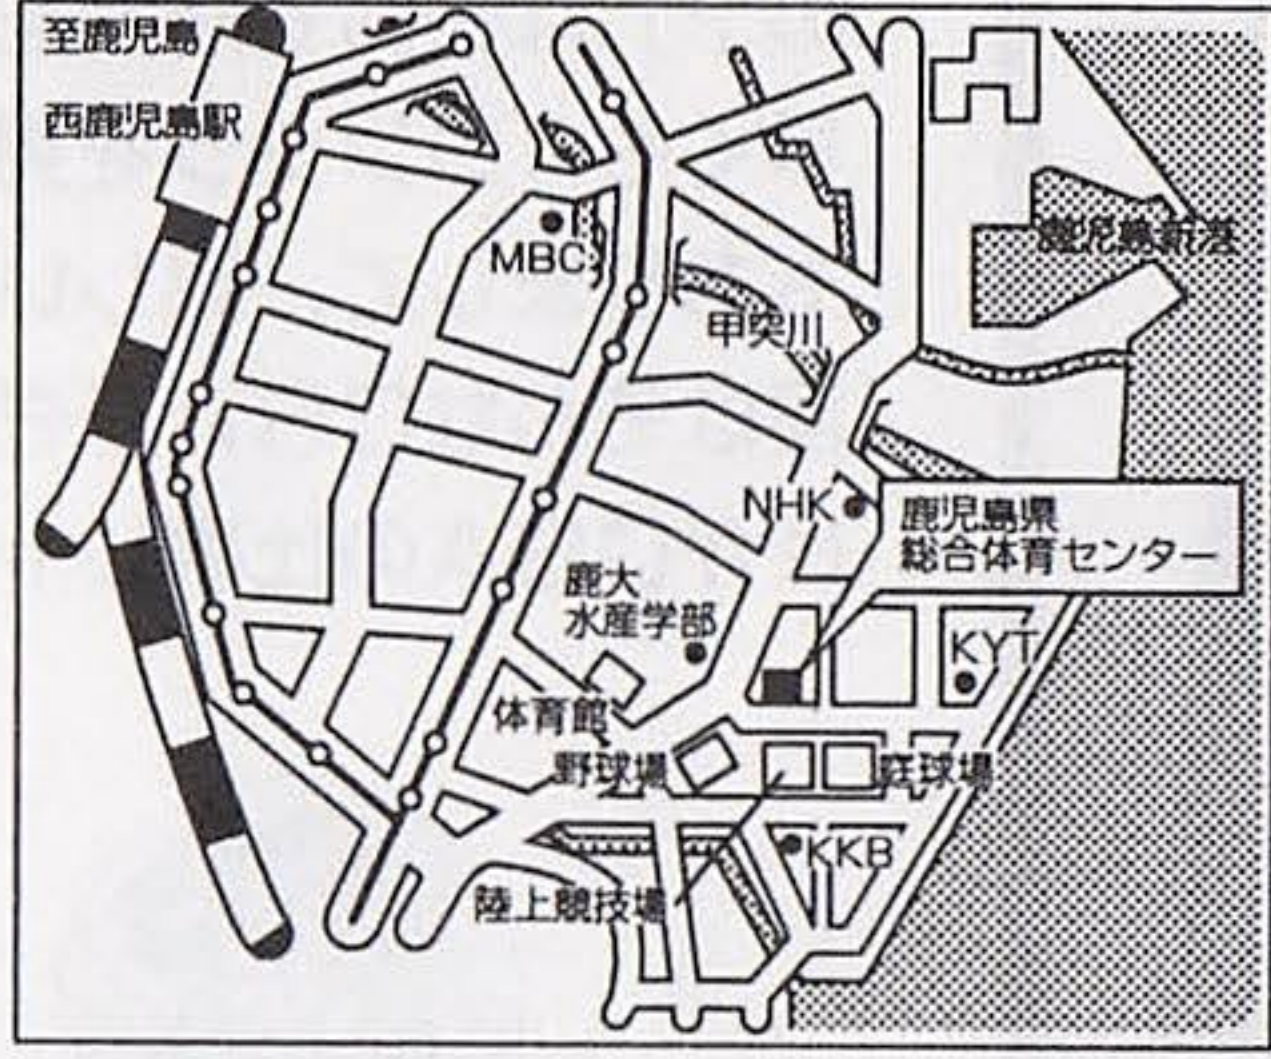 至鹿児島
西鹿児島駅
MBC
鹿児島新港
甲突川
NHK
鹿児島県
総合体育センター
鹿大
水産学部
KYT
体育館
野球場
庭球場
KKB
陸上競技場